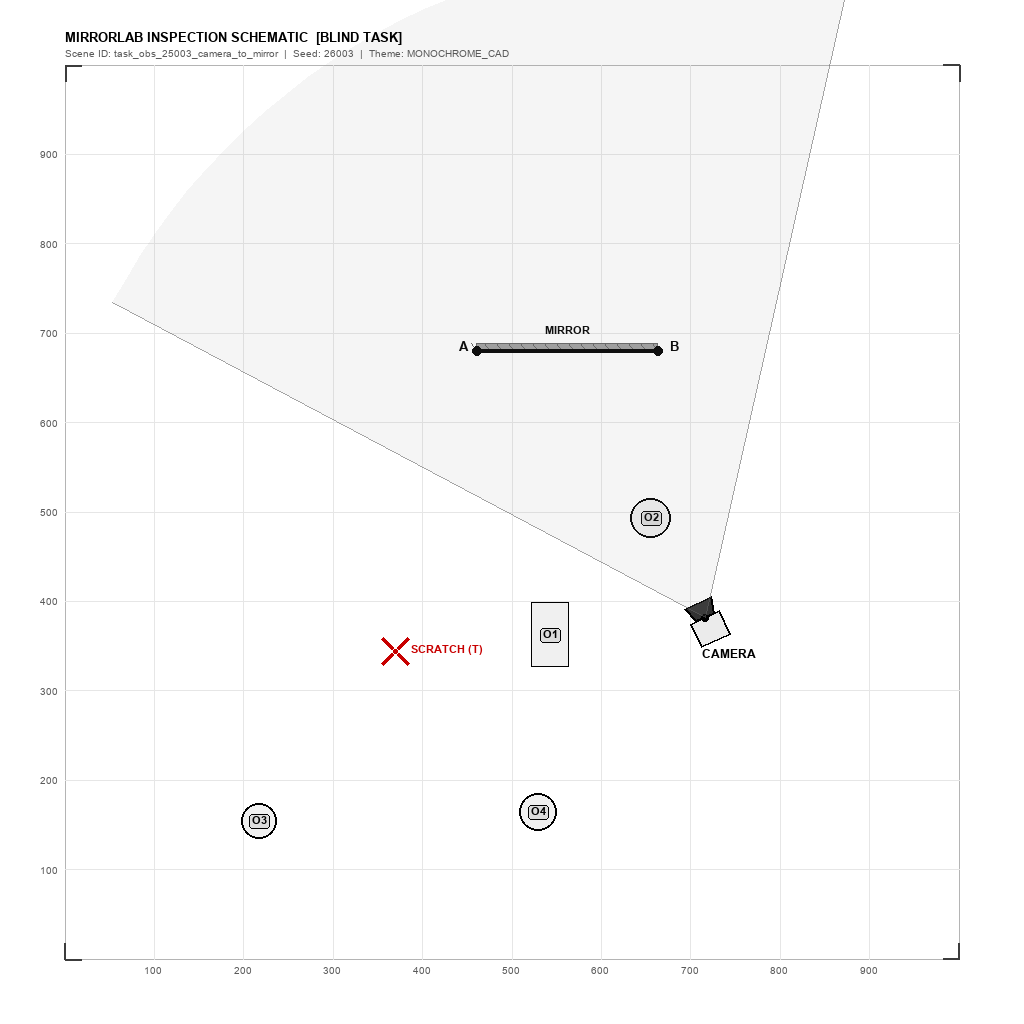 MIRRORLAB INSPECTION SCHEMATIC [BLIND TASK]
Scene ID: task_obs_25003_camera_to_mirror | Seed: 26003 | Theme: MONOCHROME_CAD
900
800
700
600
500
400
300
200
100
MIRROR
A
B
O2
O1
SCRATCH (T)
CAMERA
O3
O4
100
200
300
400
500
600
700
800
900